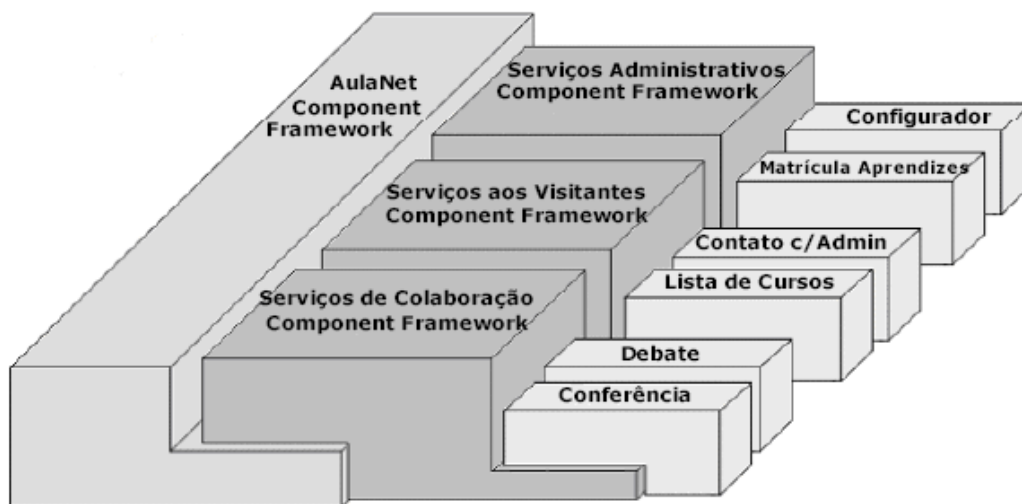 AulaNet
Component
Framework
Serviços Administrativos
Component Framework
Configurador
Matrícula Aprendizes
Serviços aos Visitantes
Component Framework
Contato c/Admin
Lista de Cursos
Serviços de Colaboração
Component Framework
Debate
Conferência